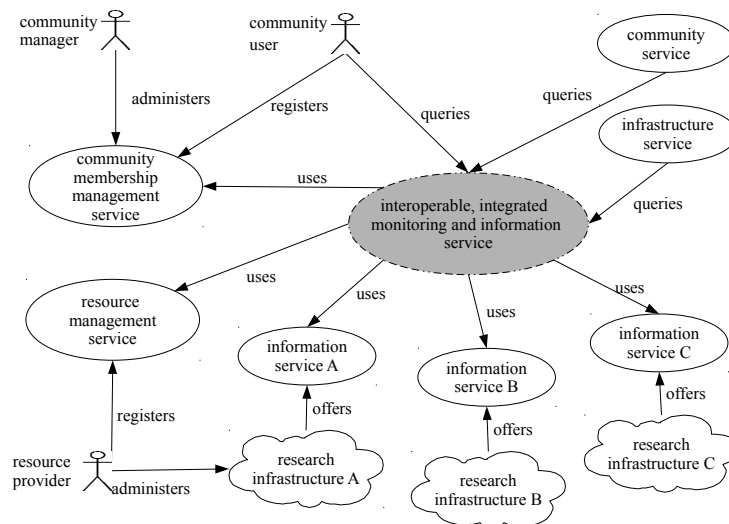 community
manager
community
user
community
service
administers
registers
queries
queries
infrastructure
service
community
membership
management
service
uses
interoperable, integrated
monitoring and information
service
queries
uses
resource
management
service
uses
uses
uses
information
service A
information
service B
information
service C
registers
offers
offers
offers
resource
provider
administers
research
infrastructure A
research
infrastructure B
research
infrastructure C